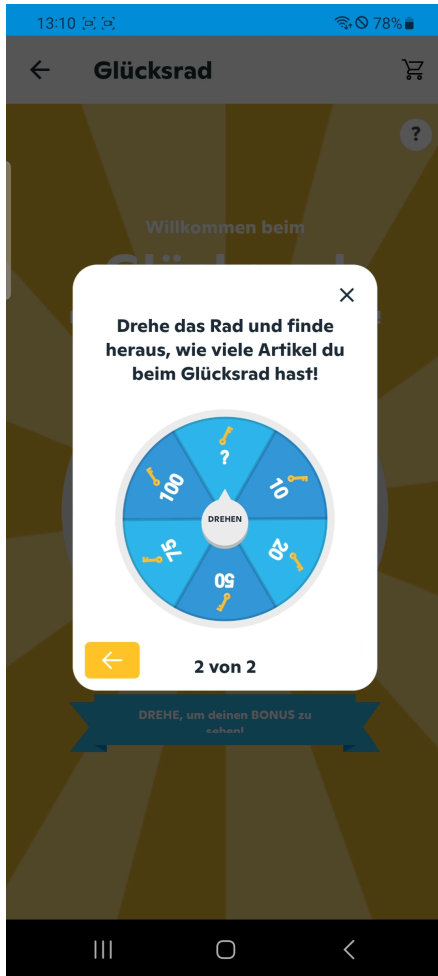 13:10
78%
Glücksrad
?
Willkommen beim
Drehe das Rad und finde
heraus, wie viele Artikel du
beim Glücksrad hast!
?
100
10
DREHEN
75
20
50
2 von 2
DREHE, um deinen BONUS zu
sehen!